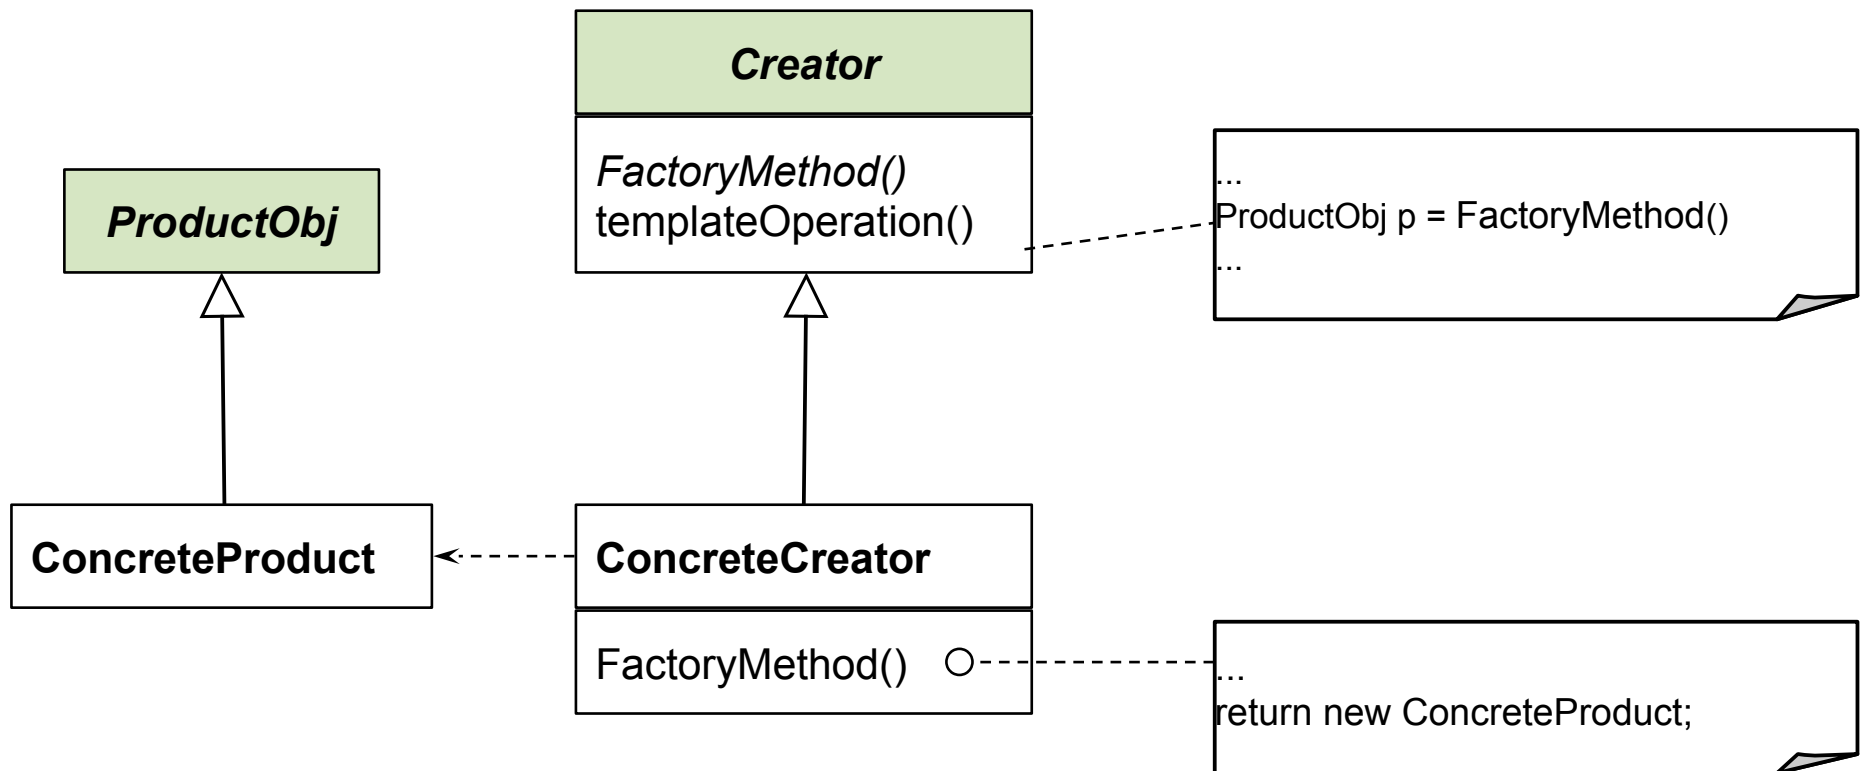 Creator
FactoryMethod()
templateOperation()
...
ProductObj p = FactoryMethod()
...
ProductObj
ConcreteProduct
ConcreteCreator
FactoryMethod()
...
return new ConcreteProduct;